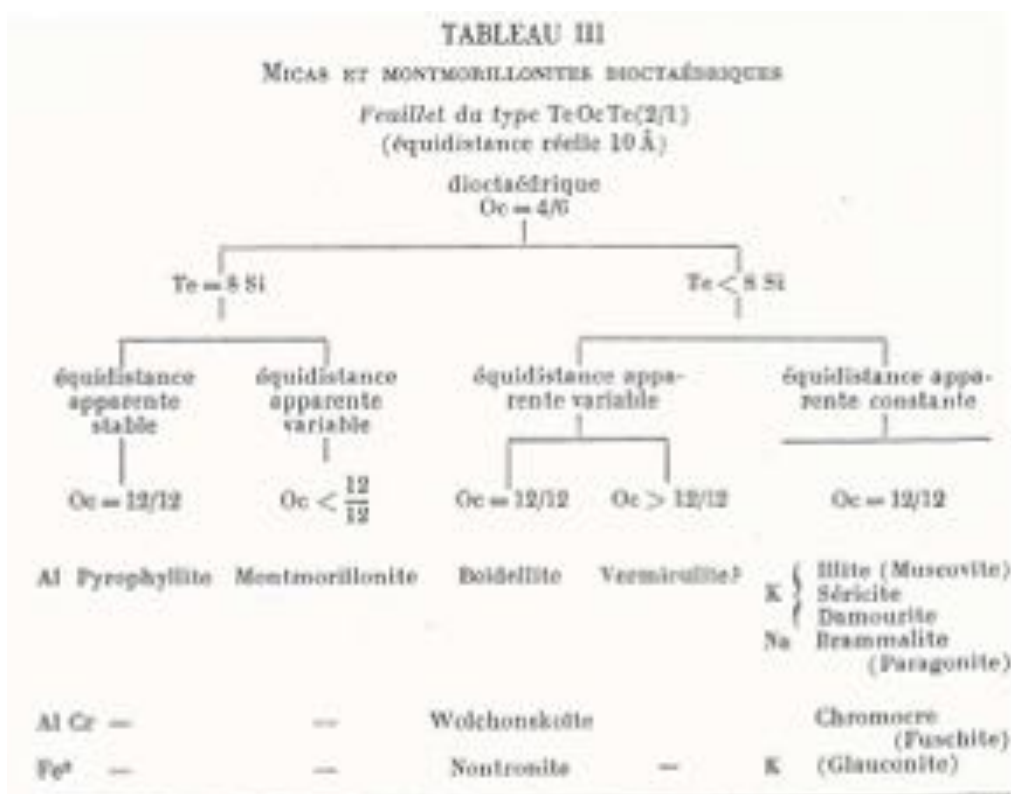 TABLEAU III
MICAS ET MONTMORILLONITES DIOCTAÉDRIQUES
Feuillet du type TeOcTe(2/1)
(équidistance réelle 10 Å)
dioctaédrique
Oc = 4/6
Te = 8 Si Te < 8 Si
équidistance apparente stable
équidistance apparente variable
équidistance appa-
rente variable
équidistance appa-
rente constante
Oc = 12/12 Oc < 12/12 Oc = 12/12 Oc > 12/12 Oc = 12/12
Al Pyrophyllite Montmorillonite Beidellite Vermiculite K { Illite (Muscovite)
Séricite
Damourite
Na Brammalite
(Paragonite)
Al Cr — — Wolchonskoïte Chromocre
(Fuschite)
Fe³ — — Nontronite — K (Glauconite)